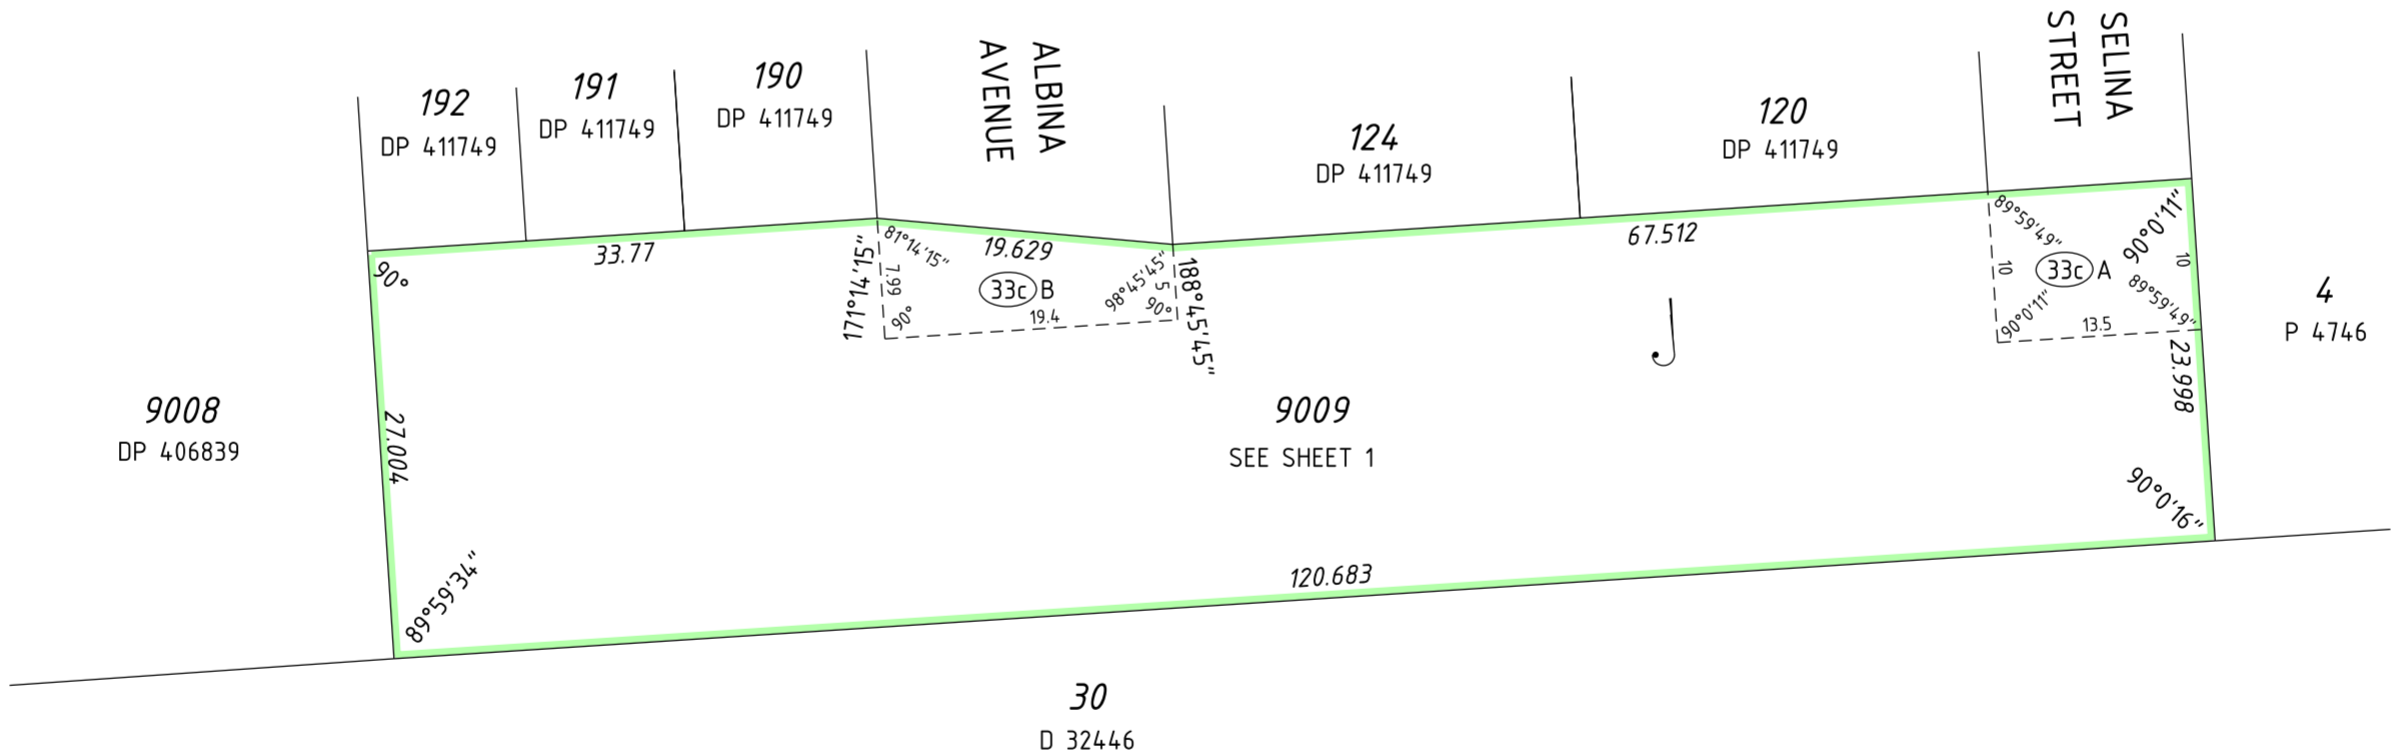 192
DP 411749
191
DP 411749
190
DP 411749
ALBINA
AVENUE
124
DP 411749
120
DP 411749
SELINA
STREET
33.77
19.629
67.512
90°
171°14'15"
81°14'15"
7.99
90°
33c B
19.4
98°45'45"
5
90°
188°45'45"
89°59'49"
90°0'11"
10
33c A
10
89°59'49"
90°0'11"
13.5
23.998
4
P 4746
9008
DP 406839
27.004
9009
SEE SHEET 1
90°0'16"
89°59'34"
120.683
30
D 32446